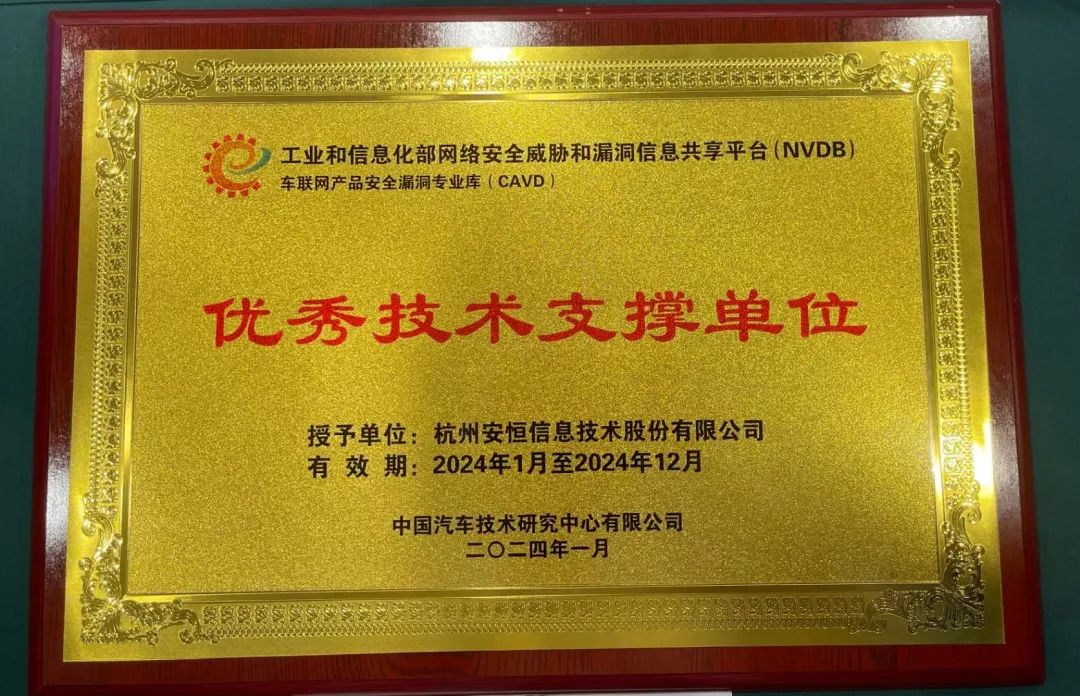 工业和信息化部网络安全威胁和漏洞信息共享平台(NVDB)
车联网产品安全漏洞专业库(CAVD)
优秀技术支撑单位
授予单位：杭州安恒信息技术股份有限公司
有 效 期：2024年1月至2024年12月
中国汽车技术研究中心有限公司
二〇二四年一月